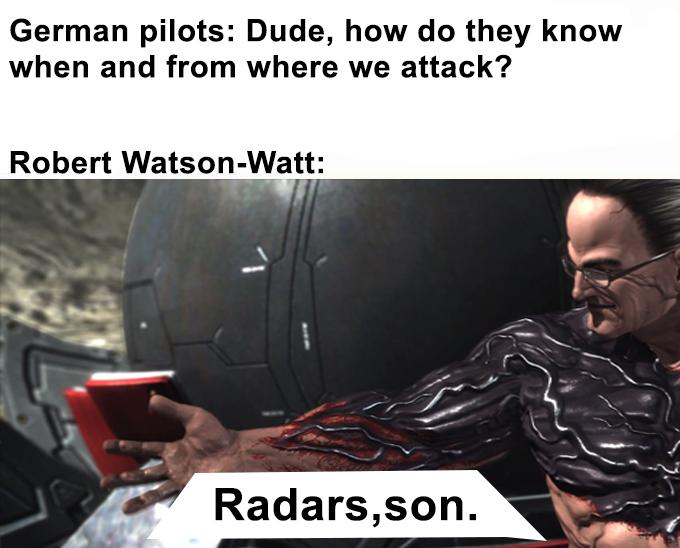 German pilots: Dude, how do they know
when and from where we attack?
Robert Watson-Watt:
Radars,son.